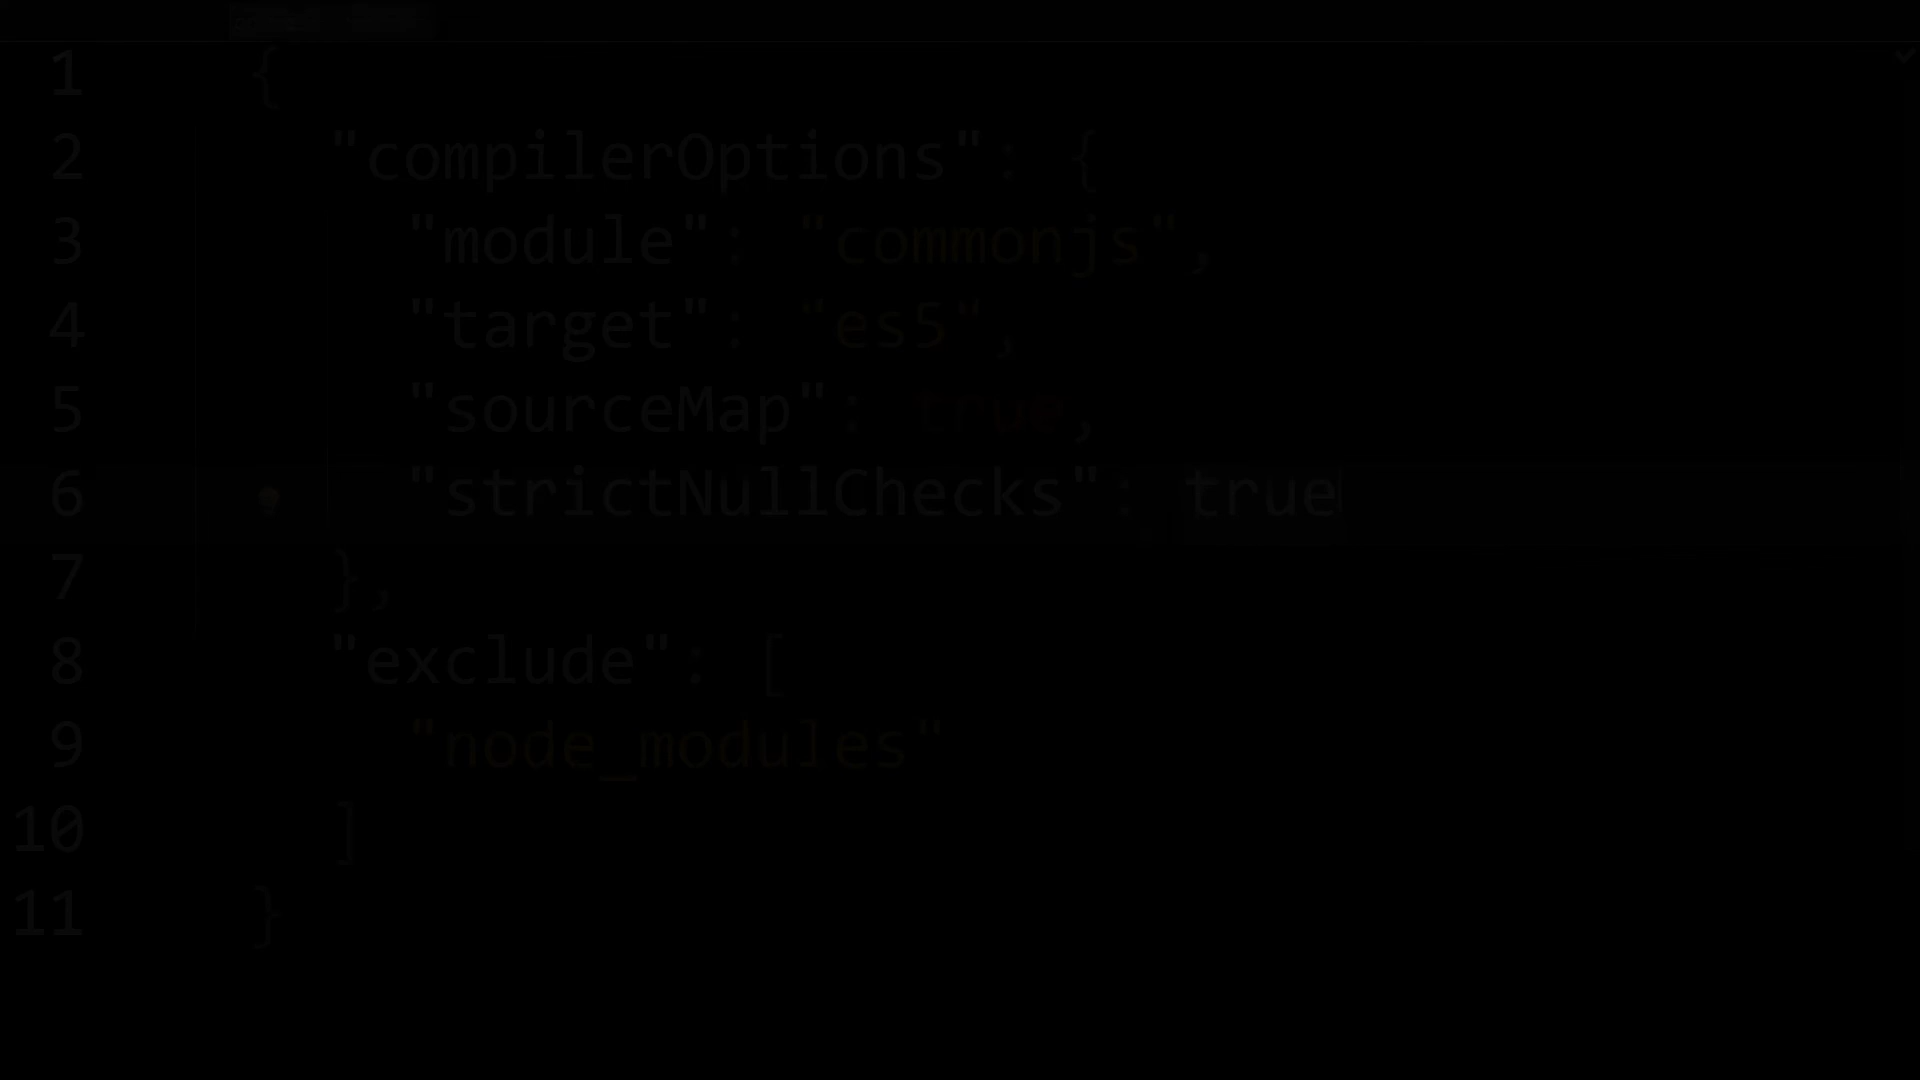 1 {
2 "compilerOptions": {
3 "module": "commonjs",
4 "target": "es5",
5 "sourceMap": true,
6 "strictNullChecks": true
7 },
8 "exclude": [
9 "node_modules"
10 ]
11 }